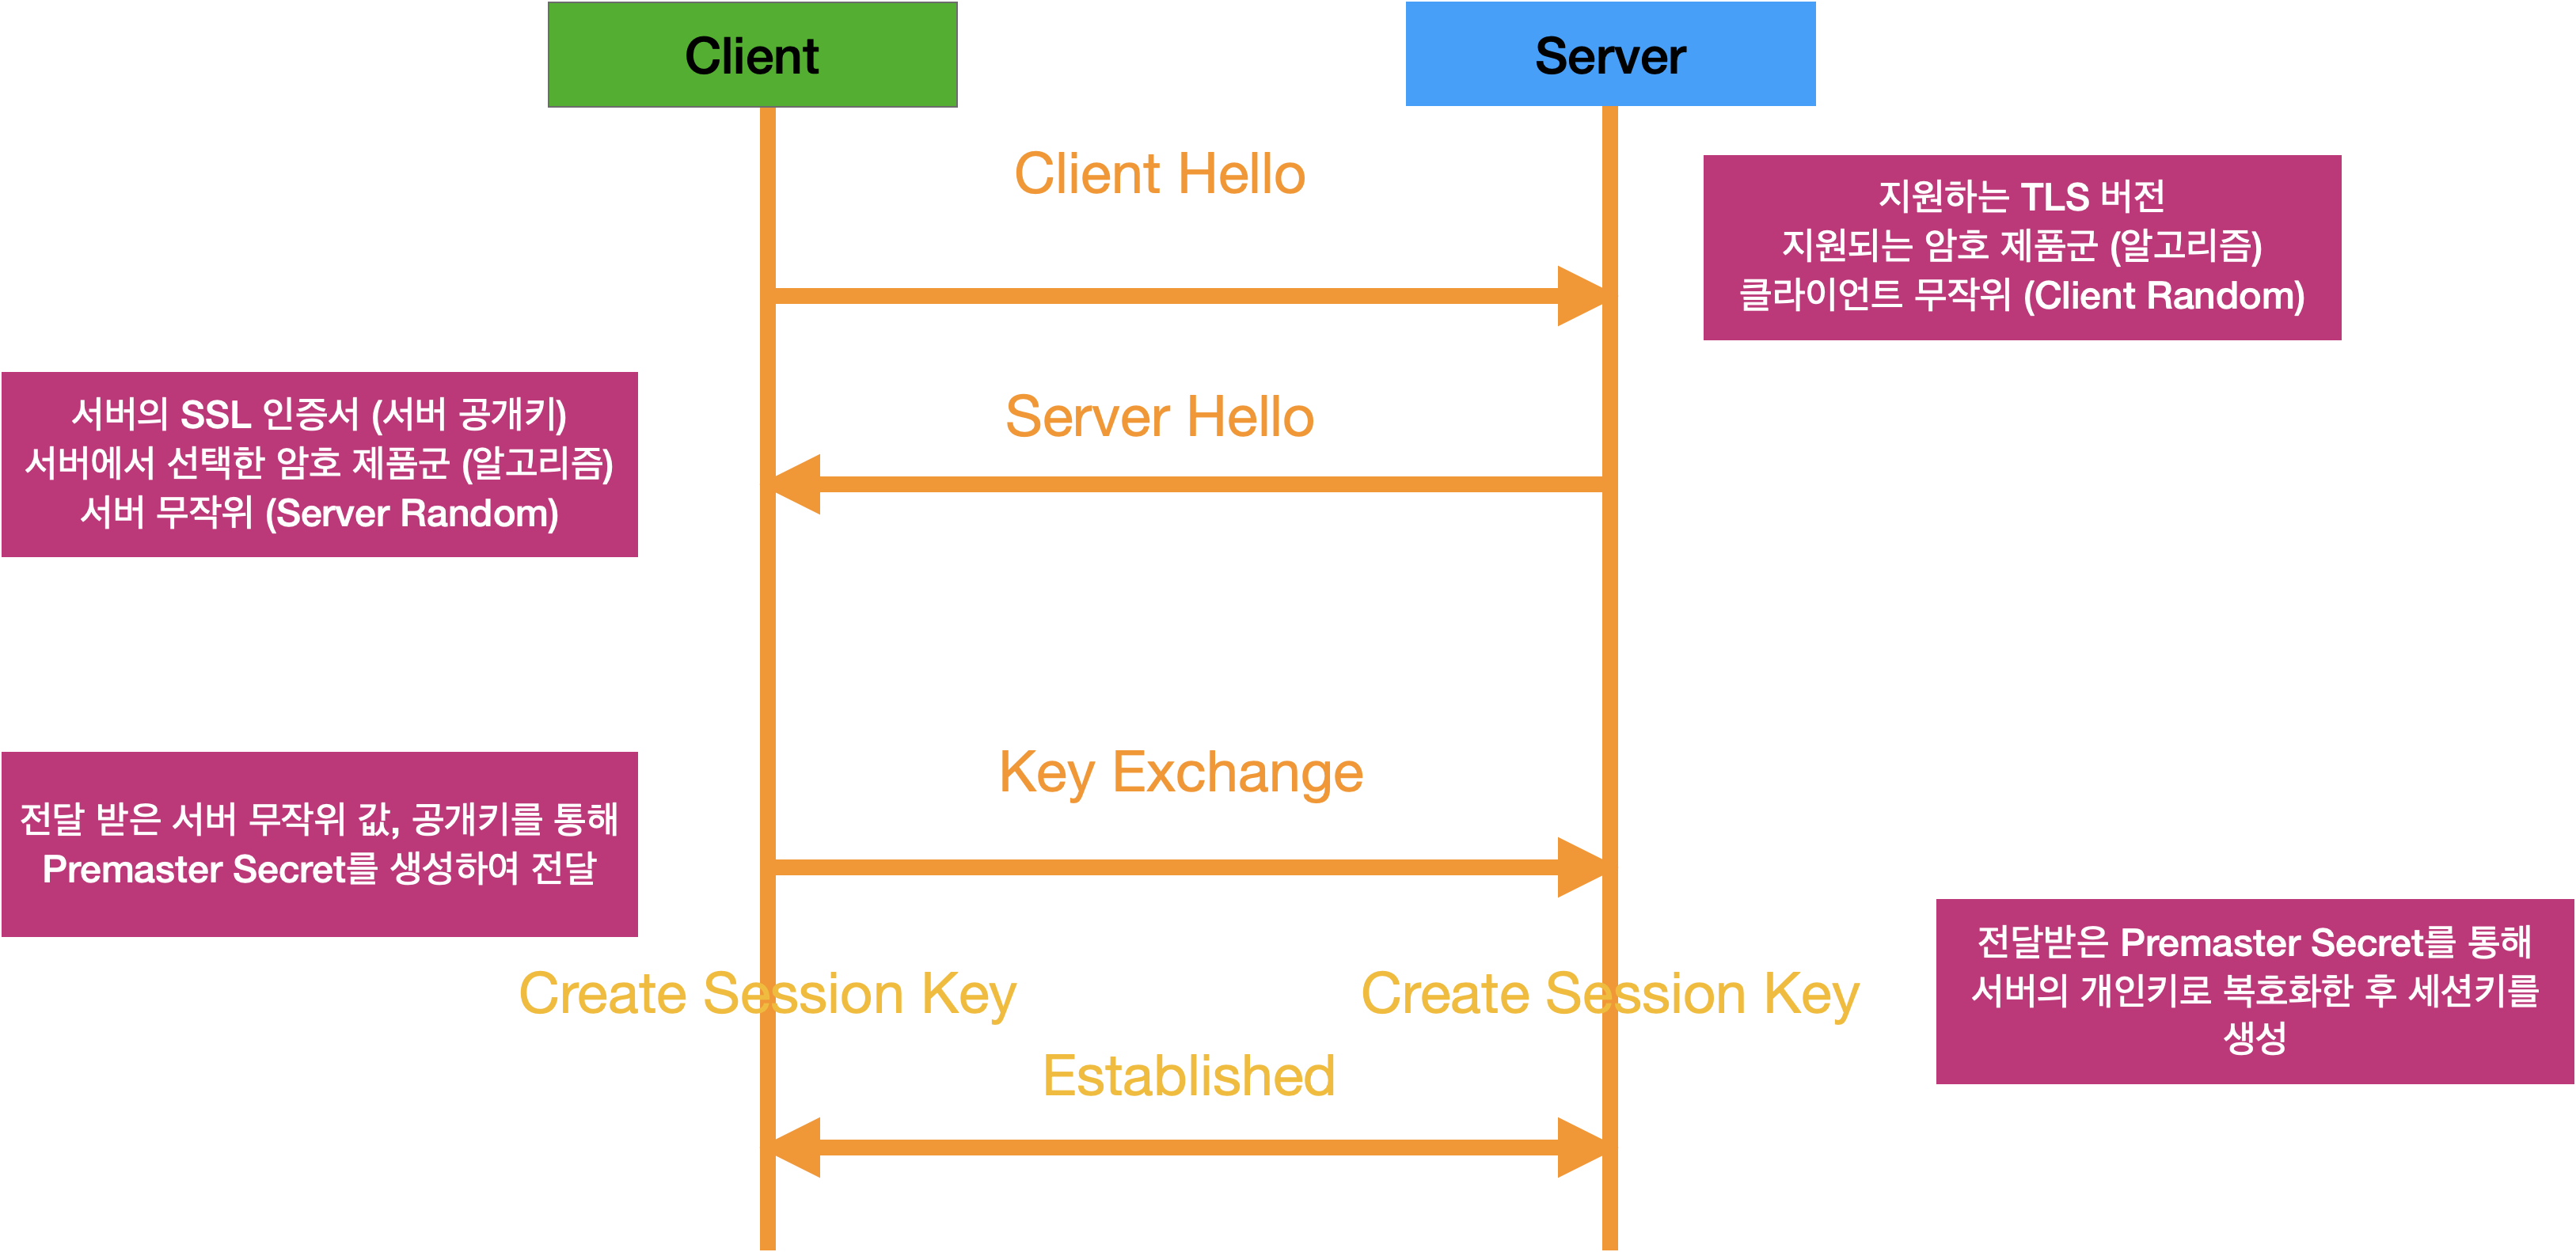 Client
Server
Client Hello
지원하는 TLS 버전
지원되는 암호 제품군 (알고리즘)
클라이언트 무작위 (Client Random)
서버의 SSL 인증서 (서버 공개키)
서버에서 선택한 암호 제품군 (알고리즘)
서버 무작위 (Server Random)
Server Hello
Key Exchange
전달 받은 서버 무작위 값, 공개키를 통해
Premaster Secret를 생성하여 전달
Create Session Key
Create Session Key
전달받은 Premaster Secret를 통해
서버의 개인키로 복호화한 후 세션키를
생성
Established